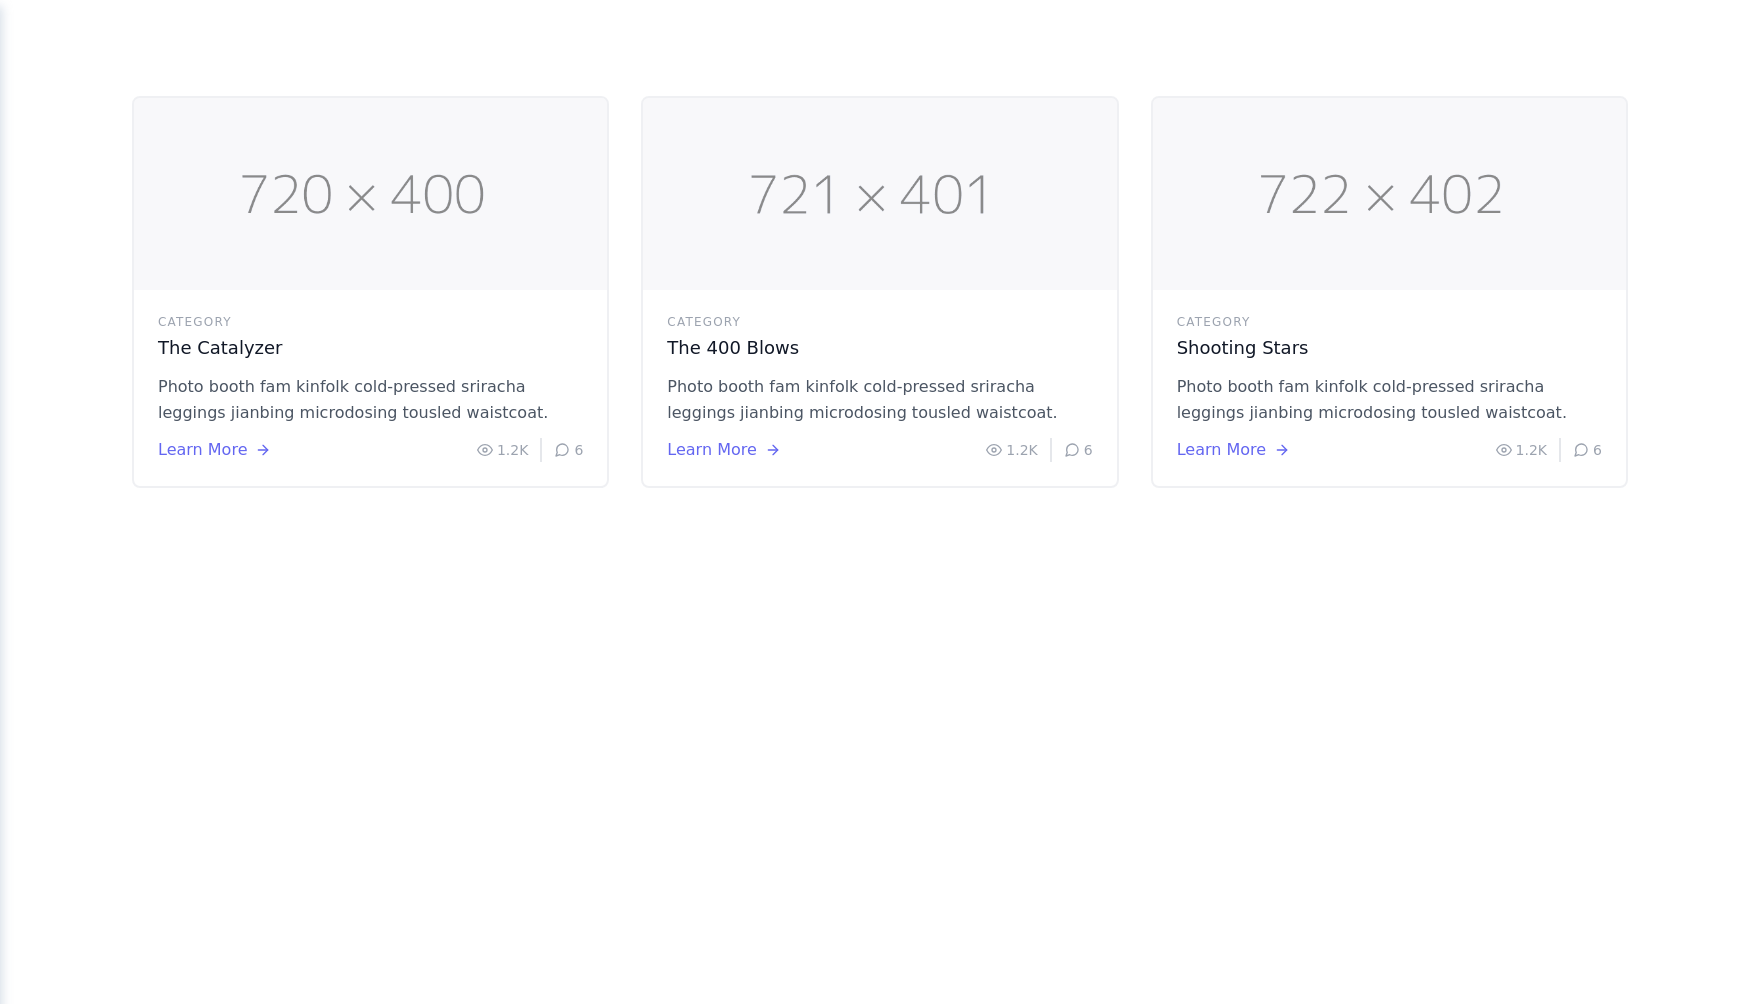 720 × 400
CATEGORY
The Catalyzer
Photo booth fam kinfolk cold-pressed sriracha
leggings jianbing microdosing tousled waistcoat.
Learn More → 1.2K 6
721 × 401
CATEGORY
The 400 Blows
Photo booth fam kinfolk cold-pressed sriracha
leggings jianbing microdosing tousled waistcoat.
Learn More → 1.2K 6
722 × 402
CATEGORY
Shooting Stars
Photo booth fam kinfolk cold-pressed sriracha
leggings jianbing microdosing tousled waistcoat.
Learn More → 1.2K 6